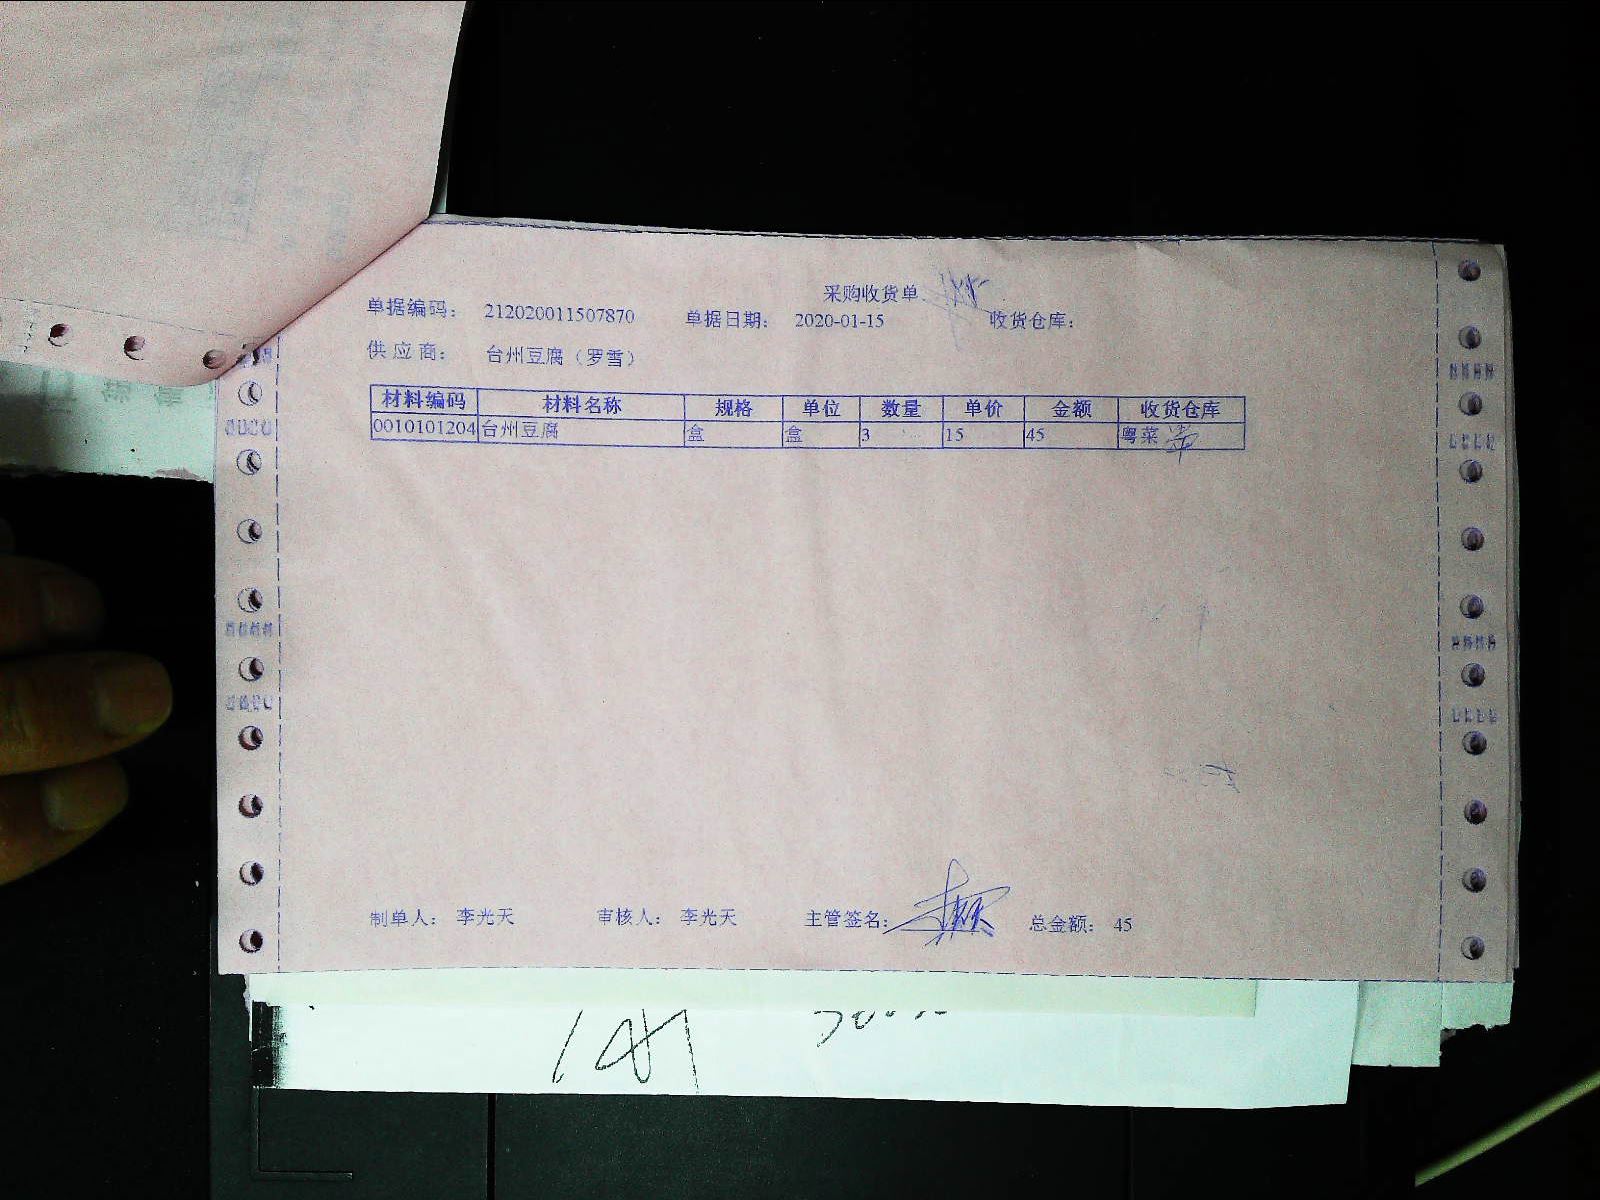 采购收货单
单据编码: 212020011507870 单据日期: 2020-01-15 收货仓库:
供应商: 台州豆腐（罗雪）
材料编码 材料名称 规格 单位 数量 单价 金额 收货仓库
0010101204 台州豆腐 盒 盒 3 15 45 粤菜
制单人: 李光天 审核人: 李光天 主管签名: 总金额: 45